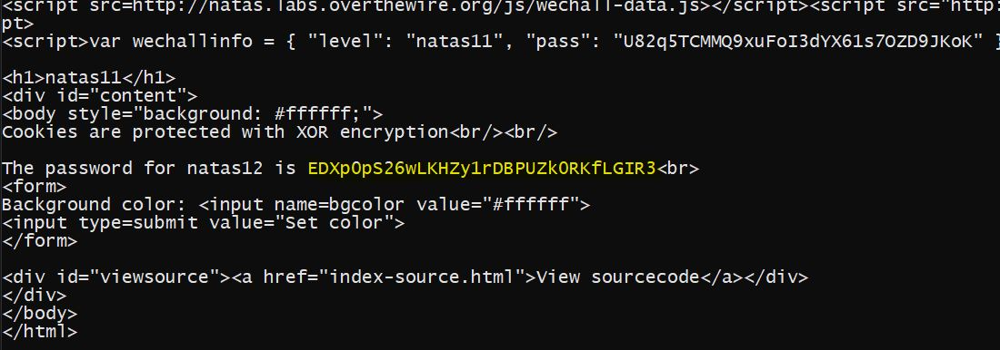 <script src=http://natas.labs.overthewire.org/js/wechall-data.js></script><script src="http:
pt>
<script>var wechallinfo = { "level": "natas11", "pass": "U82q5TCMMQ9xuFoI3dYX61s7OZD9JKoK" }
<h1>natas11</h1>
<div id="content">
<body style="background: #ffffff;">
Cookies are protected with XOR encryption<br/><br/>
The password for natas12 is EDXp0pS26wLKHZy1rDBPUZk0RKfLGIR3<br>
<form>
Background color: <input name=bgcolor value="#ffffff">
<input type=submit value="Set color">
</form>
<div id="viewsource"><a href="index-source.html">View sourcecode</a></div>
</div>
</body>
</html>